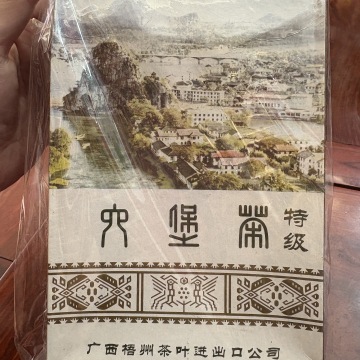 六堡茶 特级
广西梧州茶叶进出口公司